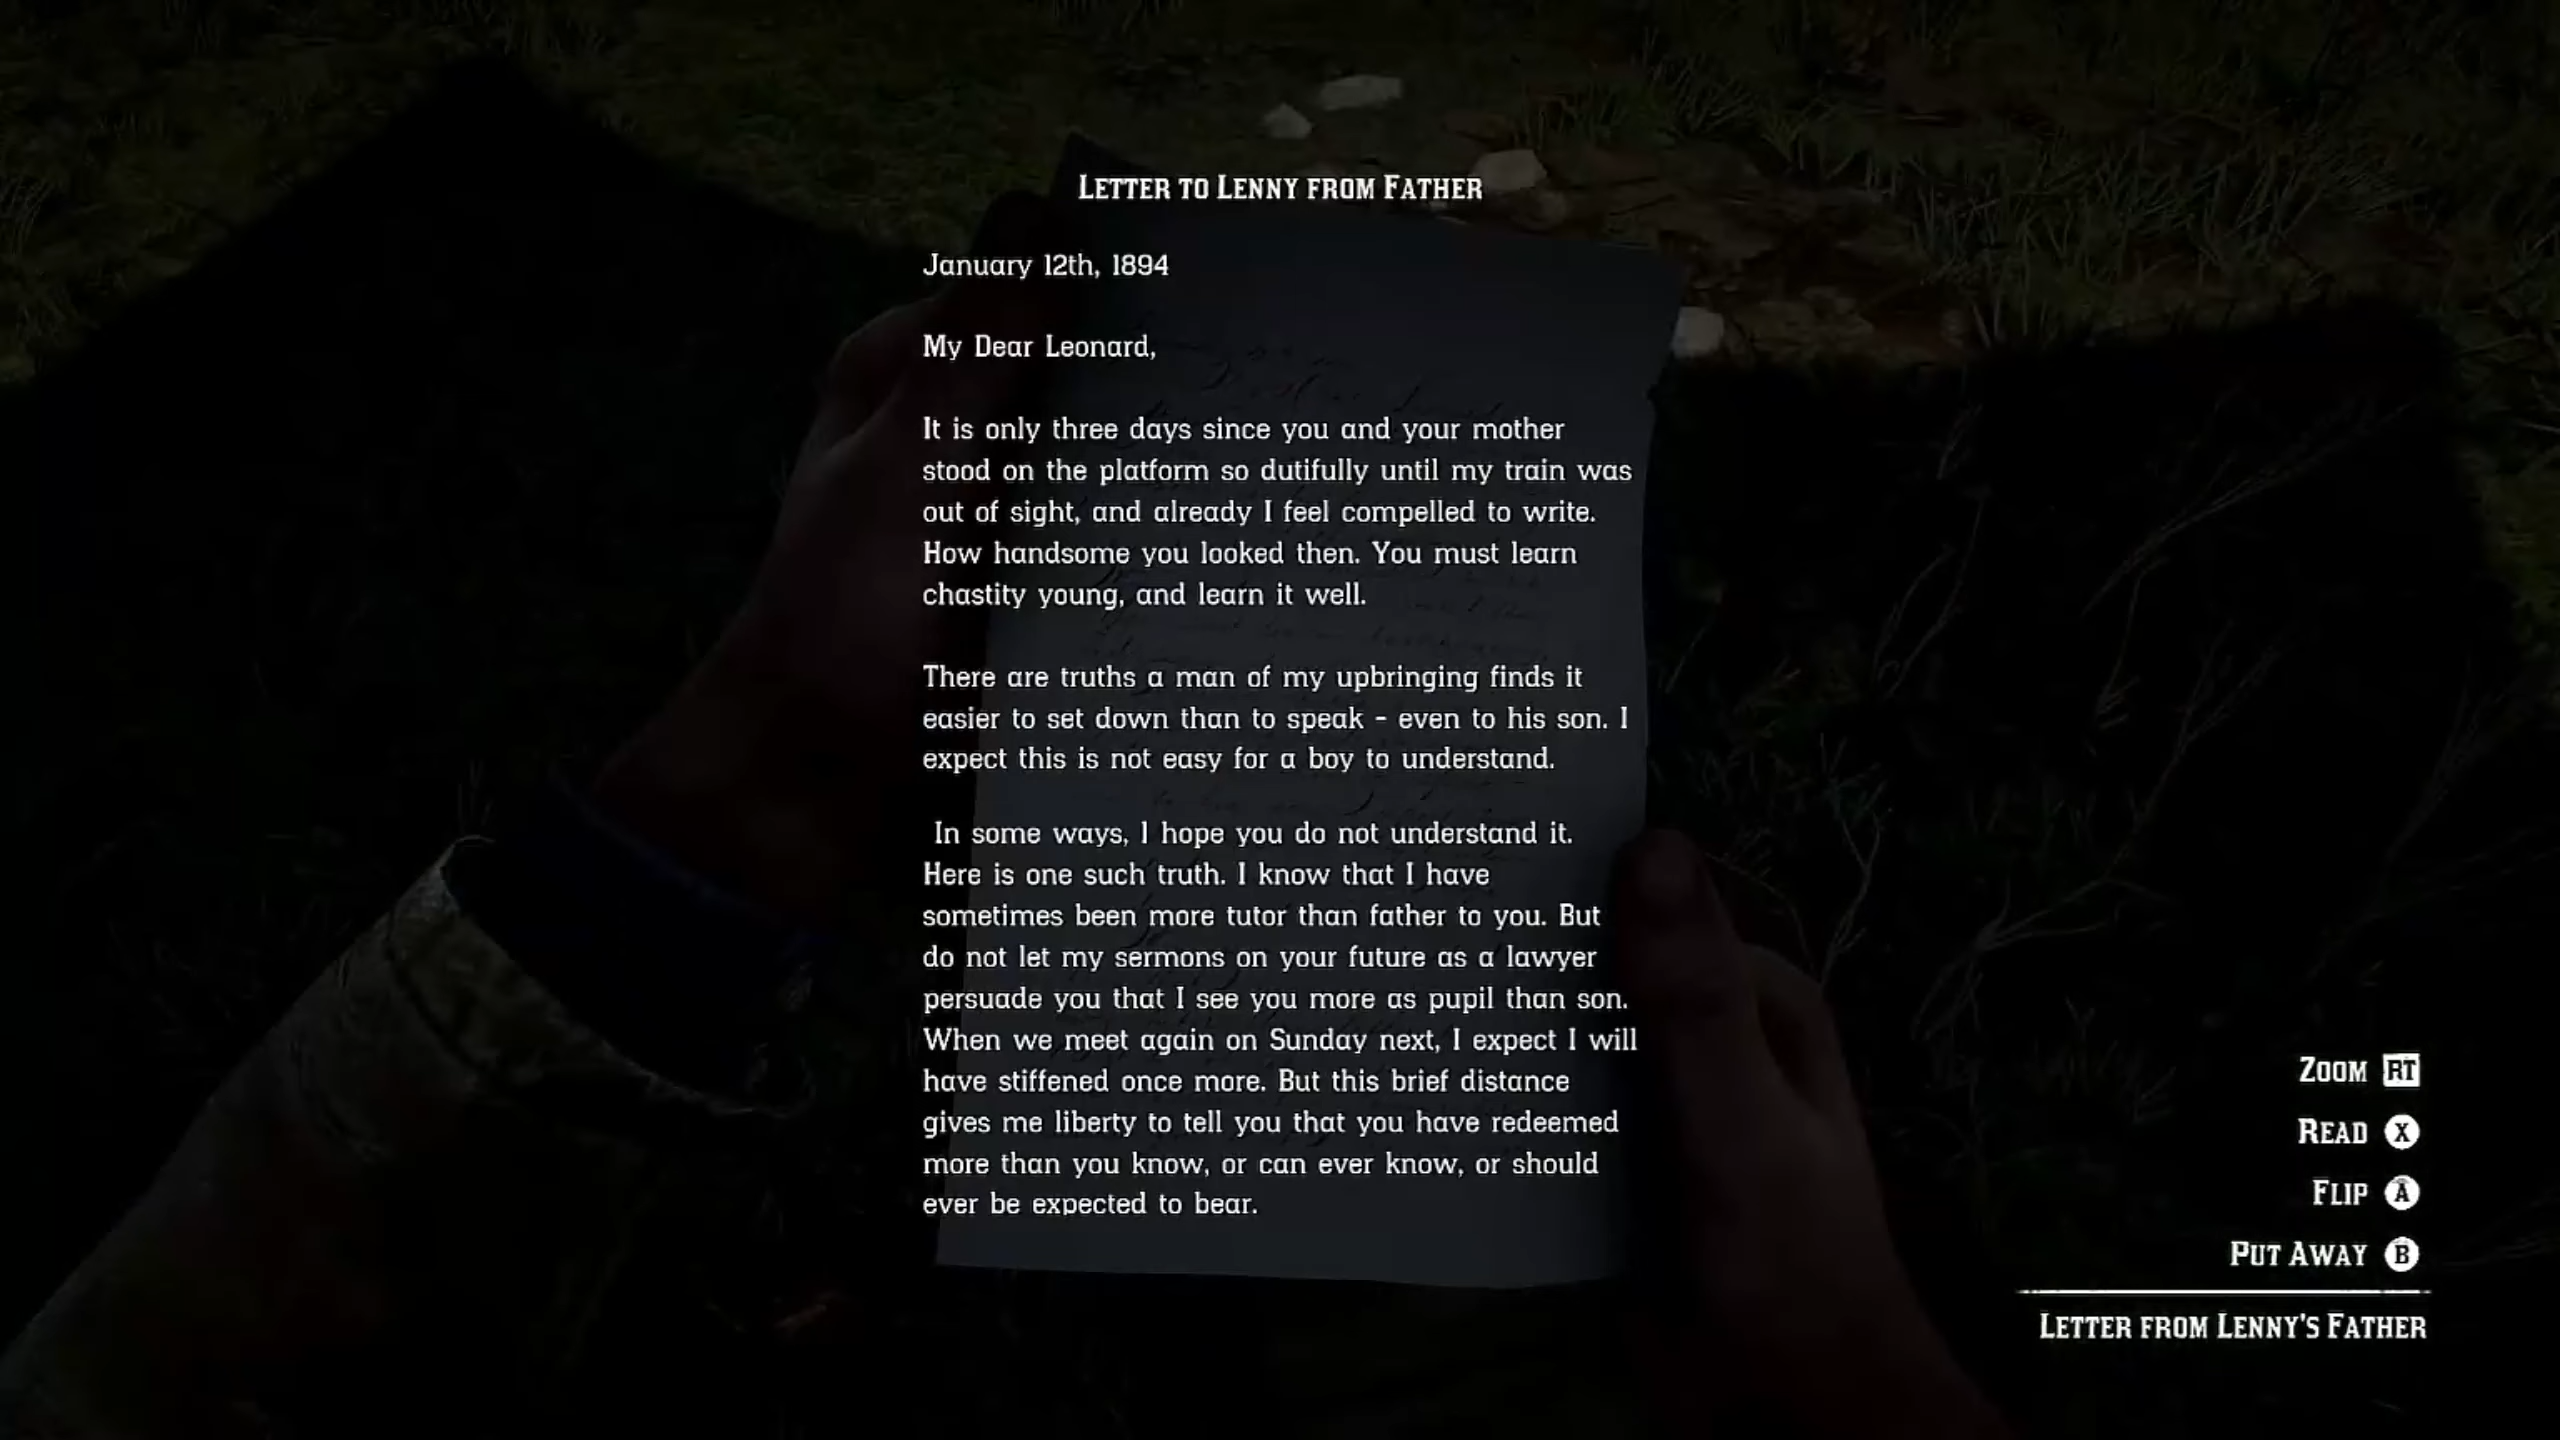 Letter to Lenny from Father
January 12th, 1894
My Dear Leonard,
It is only three days since you and your mother
stood on the platform so dutifully until my train was
out of sight, and already I feel compelled to write.
How handsome you looked then. You must learn
chastity young, and learn it well.
There are truths a man of my upbringing finds it
easier to set down than to speak - even to his son. I
expect this is not easy for a boy to understand.
In some ways, I hope you do not understand it.
Here is one such truth. I know that I have
sometimes been more tutor than father to you. But
do not let my sermons on your future as a lawyer
persuade you that I see you more as pupil than son.
When we meet again on Sunday next, I expect I will
have stiffened once more. But this brief distance
gives me liberty to tell you that you have redeemed
more than you know, or can ever know, or should
ever be expected to bear.
Zoom RT
Read X
Flip A
Put Away B
Letter from Lenny's Father